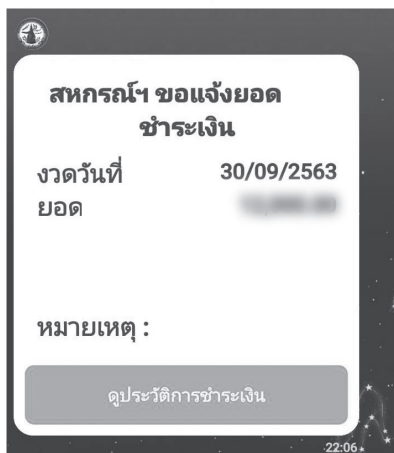 สหกรณ์ฯ ขอแจ้งยอด
ชำระเงิน
งวดวันที่ 30/09/2563
ยอด
หมายเหตุ :
ดูประวัติการชำระเงิน
22:06